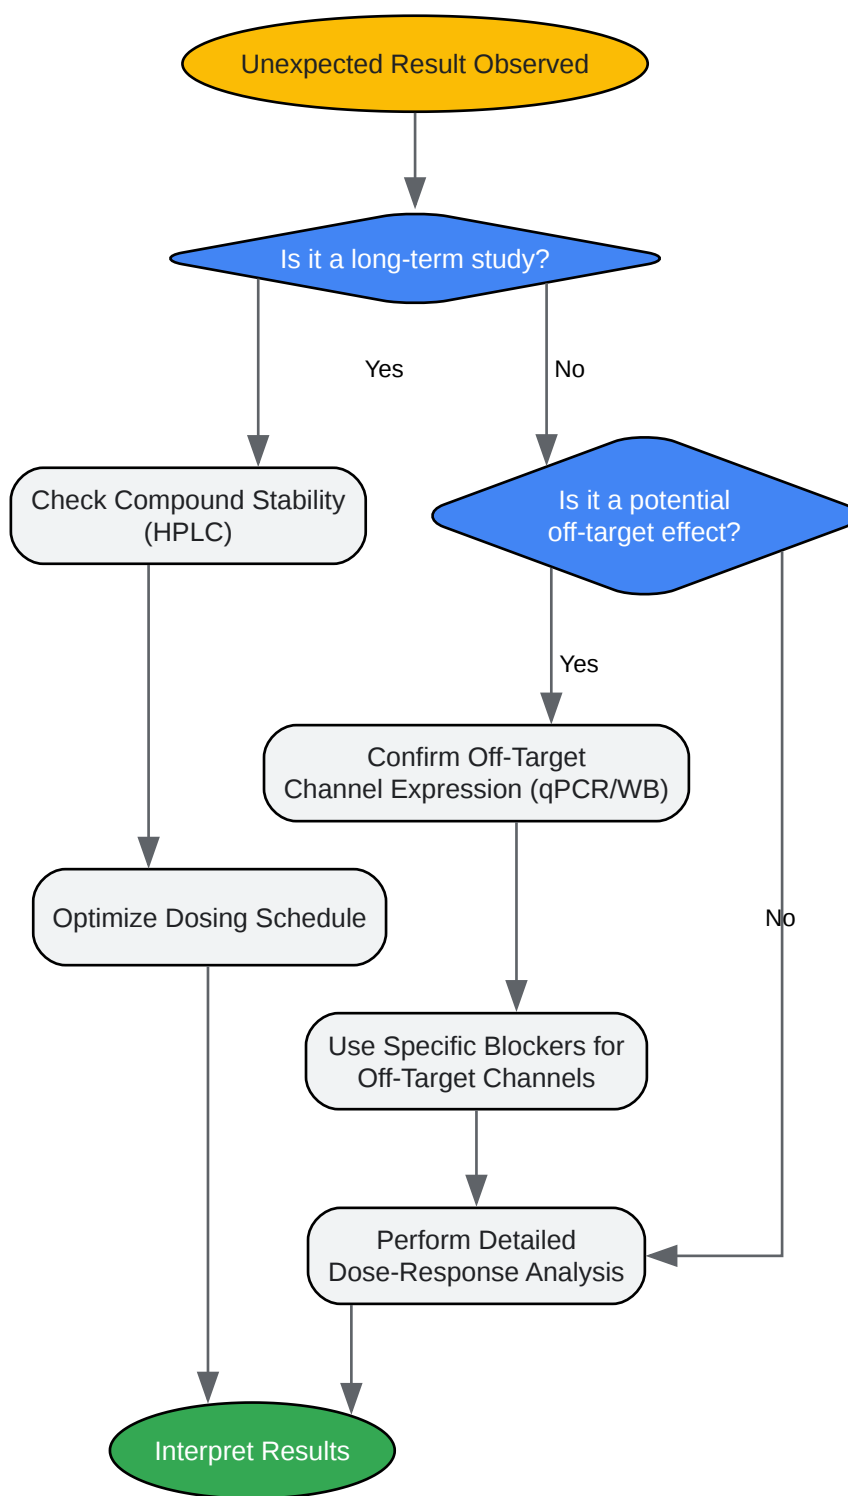 Unexpected Result Observed
Is it a long-term study?
Yes
No
Check Compound Stability
(HPLC)
Is it a potential
off-target effect?
Yes
Confirm Off-Target
Channel Expression (qPCR/WB)
Optimize Dosing Schedule
No
Use Specific Blockers for
Off-Target Channels
Perform Detailed
Dose-Response Analysis
Interpret Results